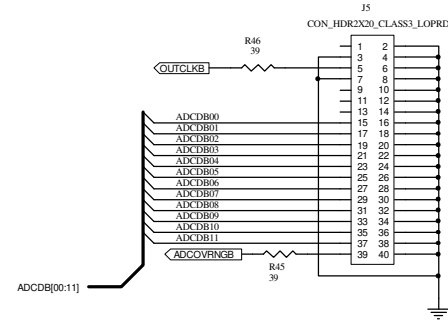 J5
CON_HDR2X20_CLASS3_LOPRD
R46
39
OUTCLKB
1 2
3 4
5 6
7 8
9 10
11 12
13 14
ADCDB00 15 16
ADCDB01 17 18
ADCDB02 19 20
ADCDB03 21 22
ADCDB04 23 24
ADCDB05 25 26
ADCDB06 27 28
ADCDB07 29 30
ADCDB08 31 32
ADCDB09 33 34
ADCDB10 35 36
ADCDB11 37 38
ADCOVRNGB 39 40
R45
39
ADCDB[00:11]